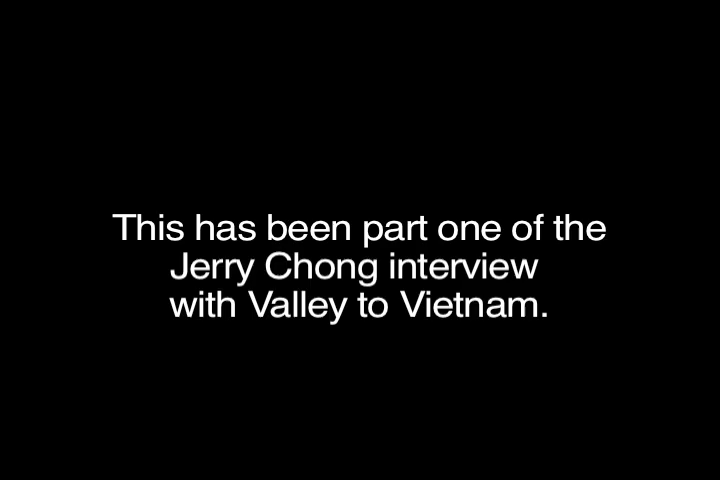 This has been part one of the
Jerry Chong interview
with Valley to Vietnam.